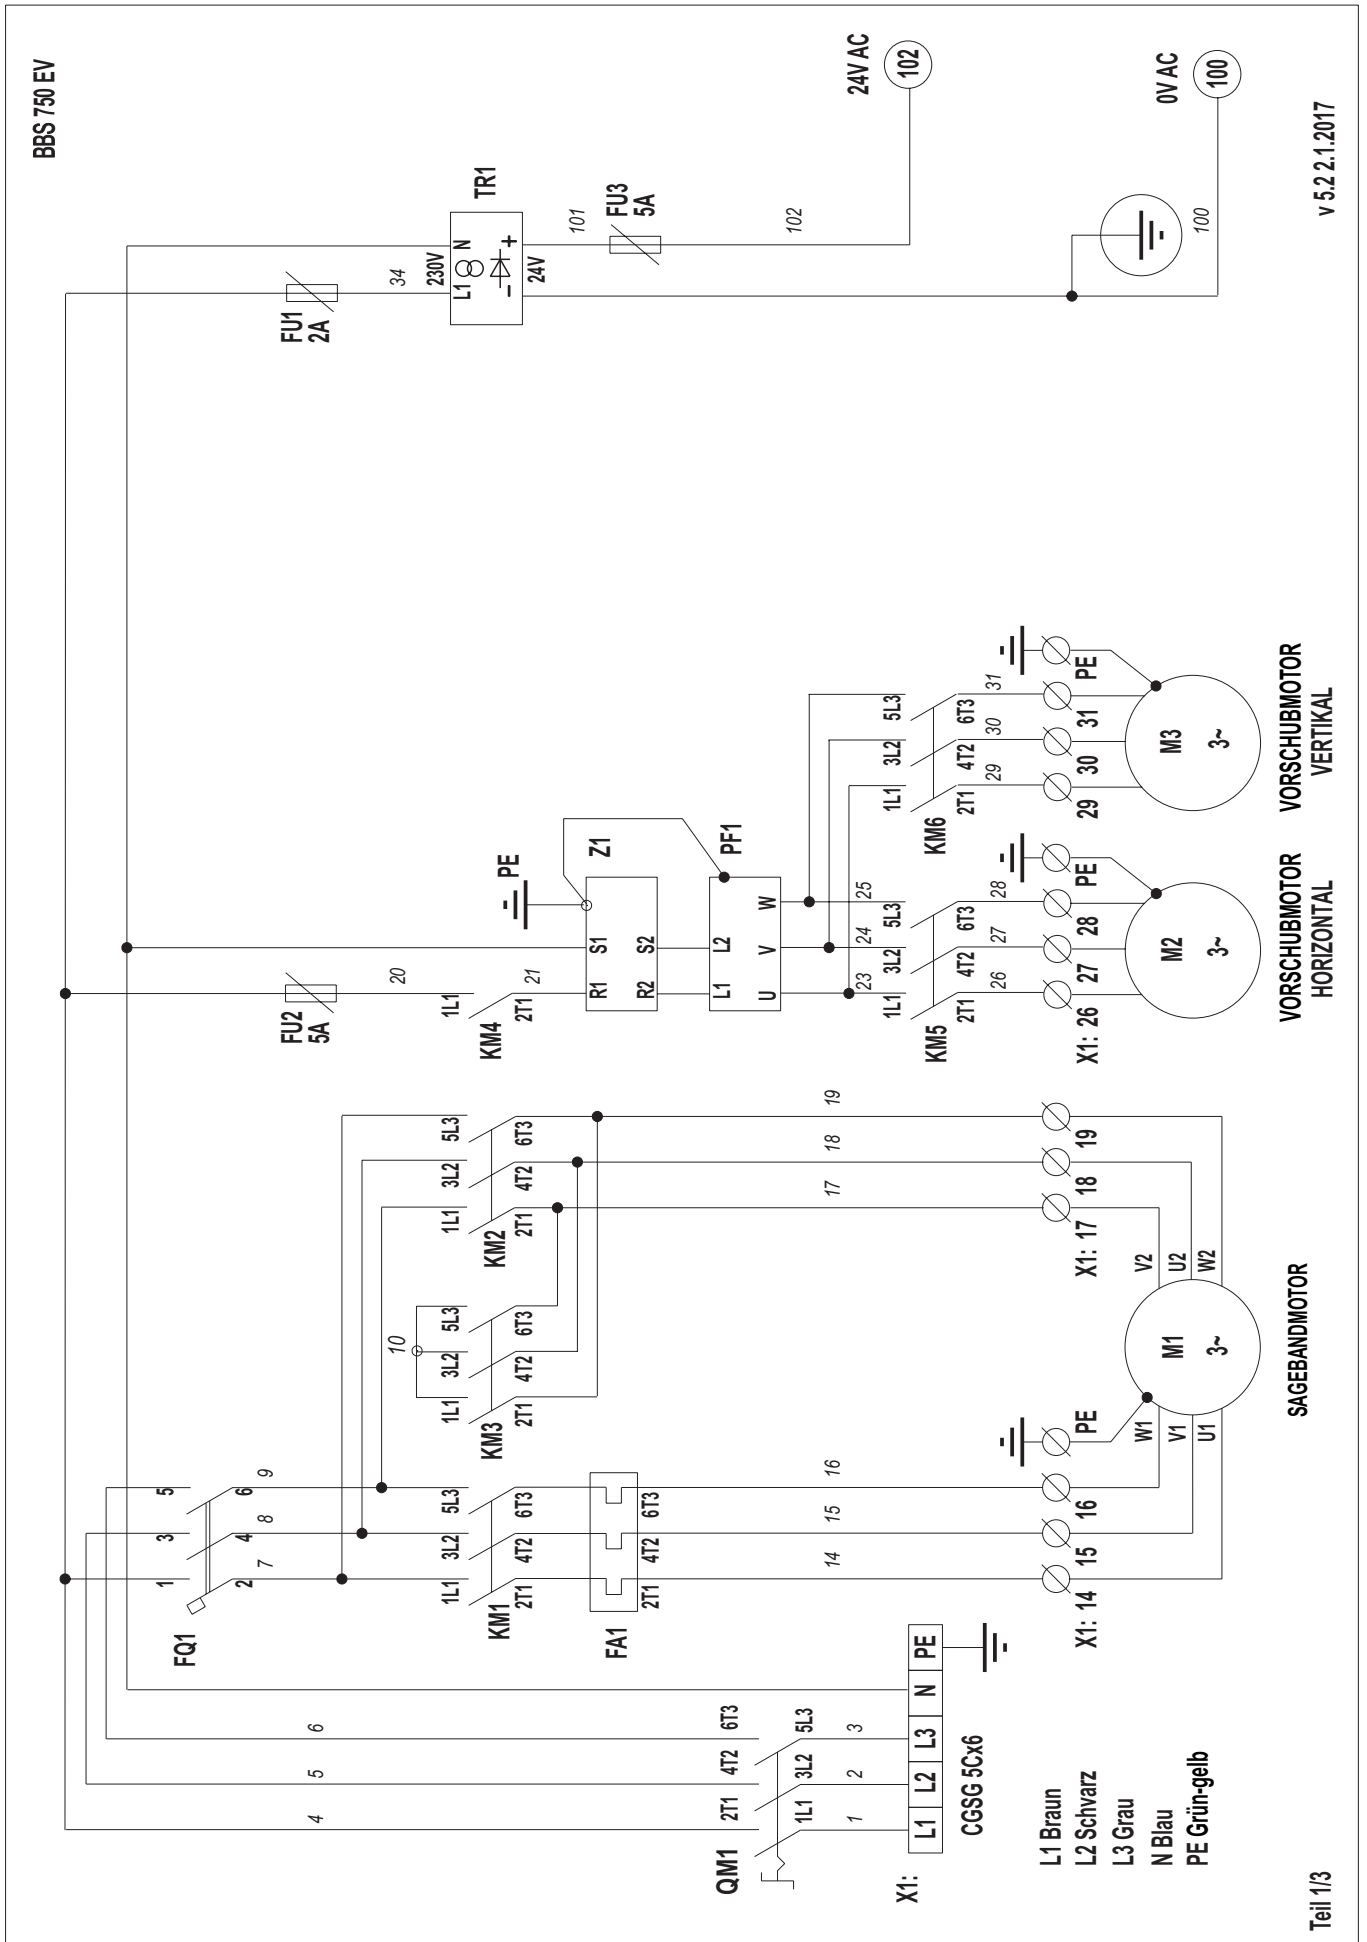 BBS 750 EV
4
5
6
FQ1
1
3
5
2
4
6
7
8
9
10
FU2
5A
20
FU1
2A
34
1L1
3L2
5L3
KM1
2T1
4T2
6T3
1L1
3L2
5L3
KM3
2T1
4T2
6T3
1L1
3L2
5L3
KM2
2T1
4T2
6T3
1L1
KM4
2T1
21
PE
230V
L1
N
TR1
-
+
24V
101
FA1
2T1
4T2
6T3
R1
S1
R2
S2
Z1
FU3
5A
102
QM1
2T1
4T2
6T3
1L1
3L2
5L3
1
2
3
L1
L2
U
V
W
PF1
14
15
16
17
18
19
23
24
25
24V AC
102
X1:
L1
L2
L3
N
PE
CGSG 5Cx6
1L1
3L2
5L3
KM5
2T1
4T2
6T3
26
27
28
1L1
3L2
5L3
KM6
2T1
4T2
6T3
29
30
31
X1: 14
15
16
PE
X1: 17
18
19
X1: 26
27
28
PE
29
30
31
PE
W1
V1
U1
V2
U2
W2
M1
3~
M2
3~
M3
3~
0V AC
100
100
SAGEBANDMOTOR
VORSCHUBMOTOR
HORIZONTAL
VORSCHUBMOTOR
VERTIKAL
L1 Braun
L2 Schvarz
L3 Grau
N Blau
PE Grün-gelb
Teil 1/3
v 5.2 2.1.2017